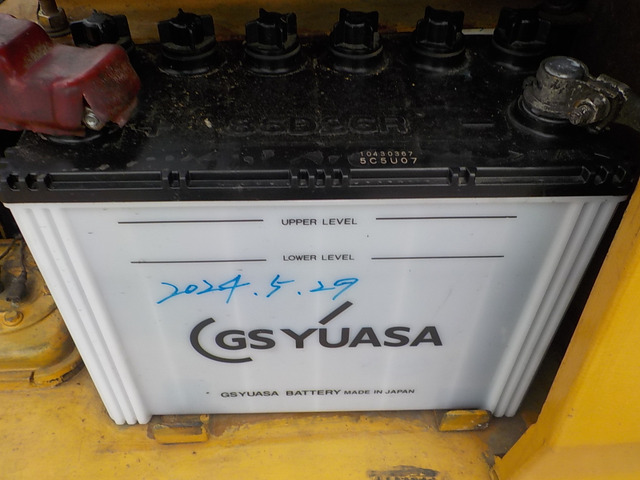 10430367
5C5U07
UPPER LEVEL
LOWER LEVEL
2024.5.29
GS YUASA
GSYUASA BATTERY MADE IN JAPAN